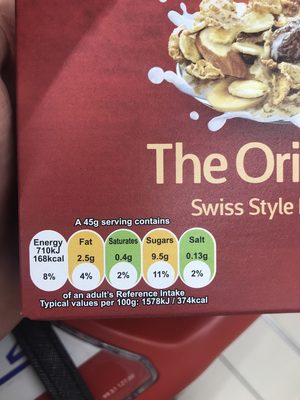 The Ori
Swiss Style
A 45g serving contains
Energy 710kJ 168kcal 8%
Fat 2.5g 4%
Saturates 0.4g 2%
Sugars 9.5g 11%
Salt 0.13g 2%
of an adult's Reference Intake
Typical values per 100g: 1578kJ / 374kcal